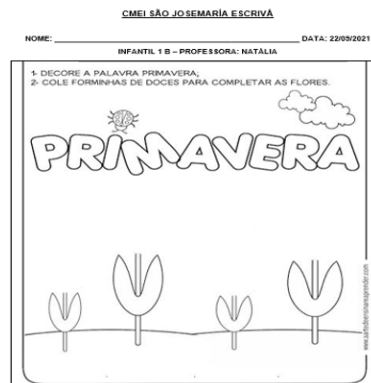 CMEI SÃO JOSEMARÍA ESCRIVÁ
NOME: DATA: 22/09/2021
INFANTIL 1 B – PROFESSORA: NATÁLIA
1- DECORE A PALAVRA PRIMAVERA;
2- COLE FORMINHAS DE DOCES PARA COMPLETAR AS FLORES.
PRIMAVERA